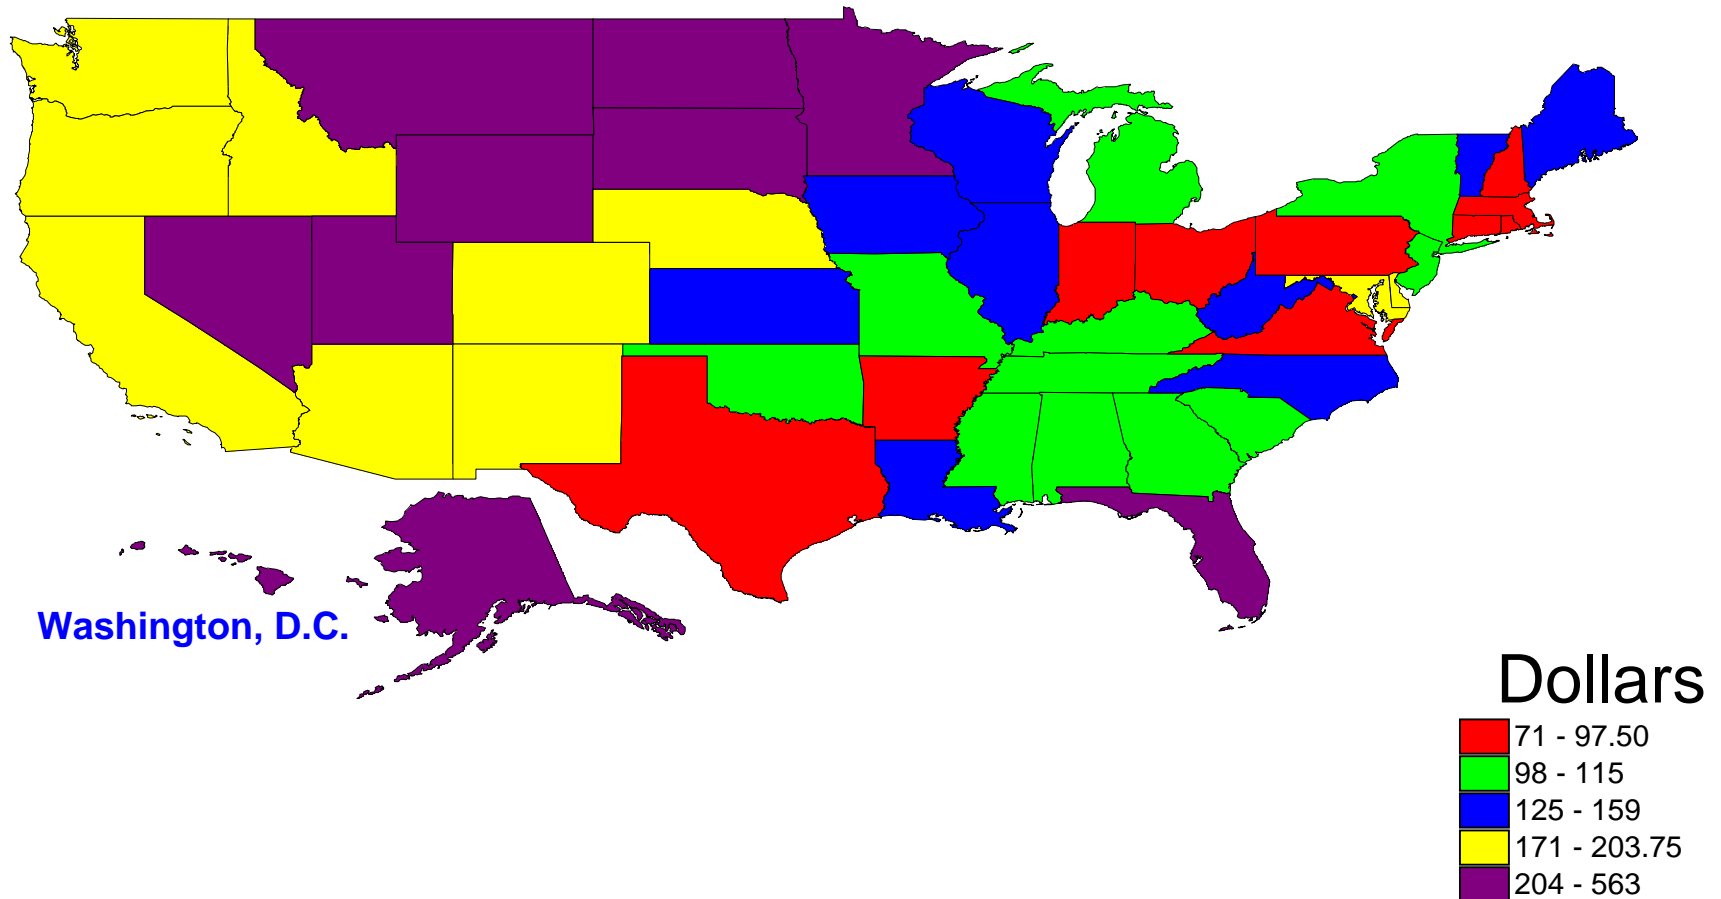 Washington, D.C.
Dollars
71 - 97.50
98 - 115
125 - 159
171 - 203.75
204 - 563